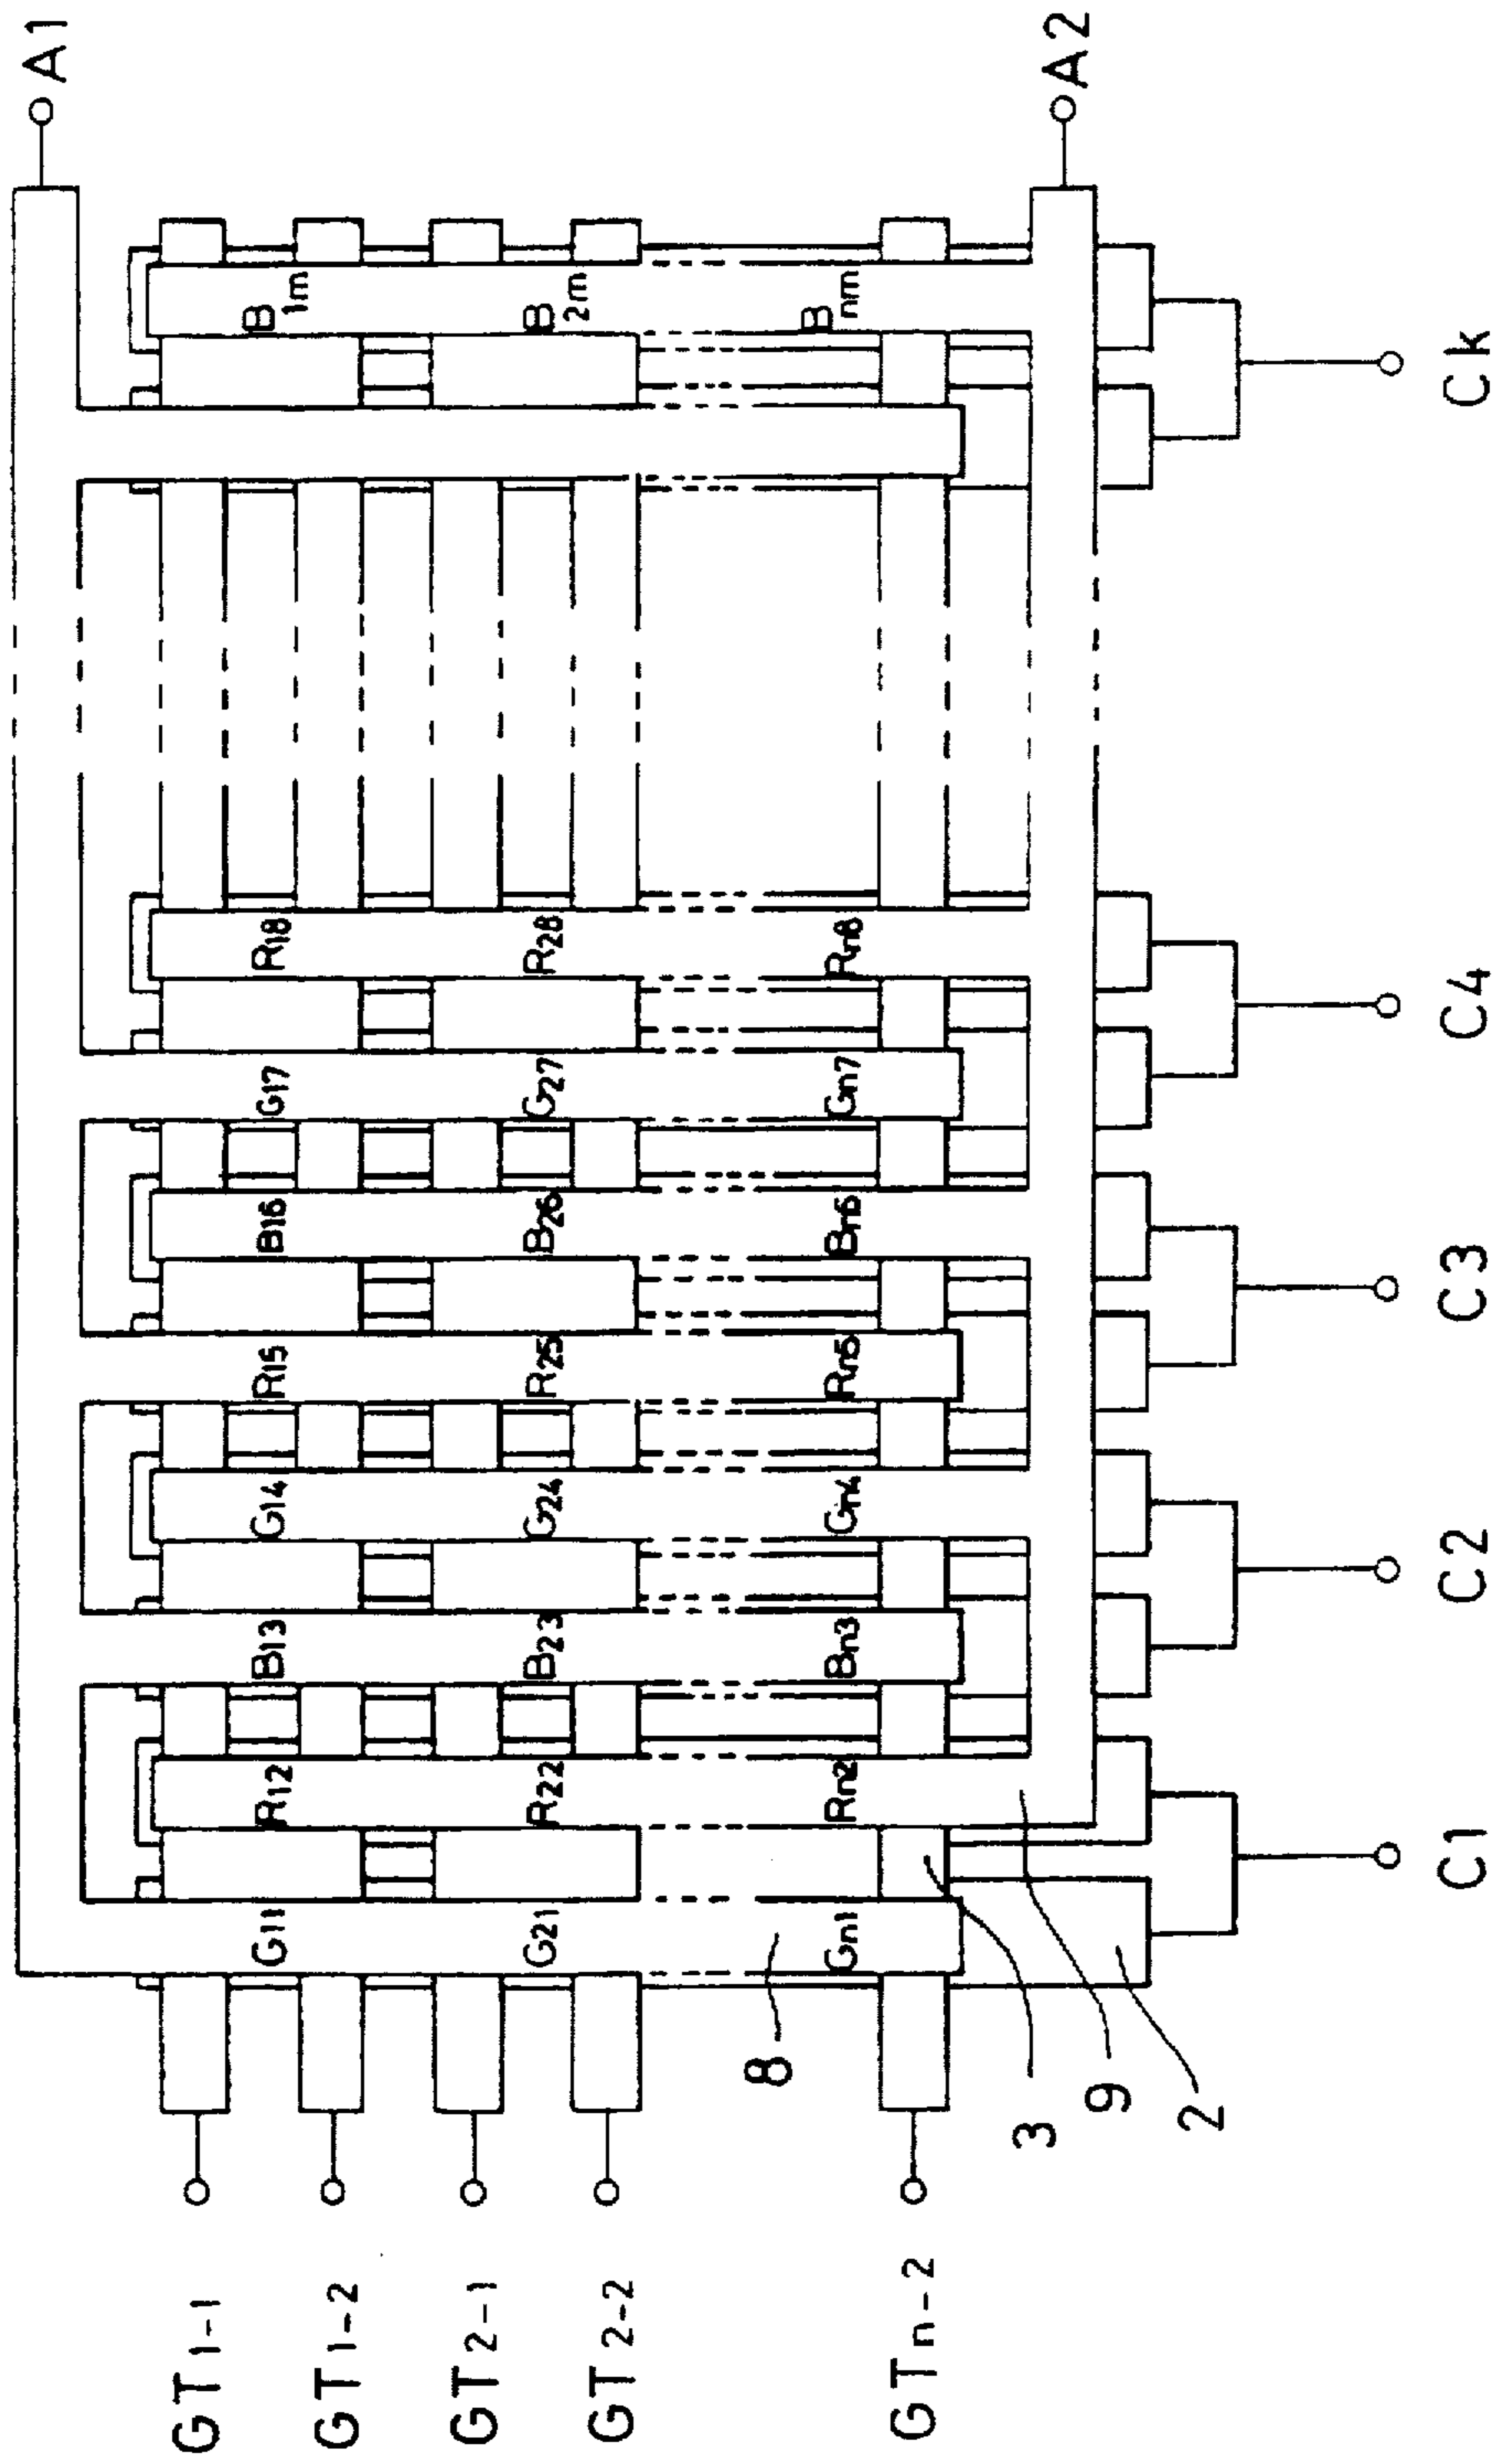 A1
GT1-1
G11 R12 B13 G14 R15 B16 G17 R18 B1m
GT1-2
GT2-1
G21 R22 B23 G24 R25 B26 G27 R28 B2m
GT2-2
8
Gn1 Rn2 Bn3 Gn4 Rn5 Bn6 Gn7 Rn8 Bnm
GTn-2
3
A2
9
2
C1 C2 C3 C4 Ck